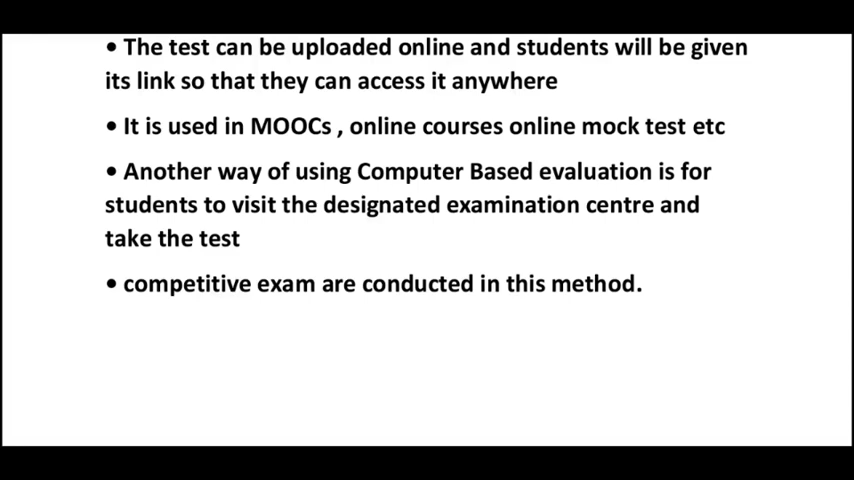 • The test can be uploaded online and students will be given
its link so that they can access it anywhere
• It is used in MOOCs , online courses online mock test etc
• Another way of using Computer Based evaluation is for
students to visit the designated examination centre and
take the test
• competitive exam are conducted in this method.